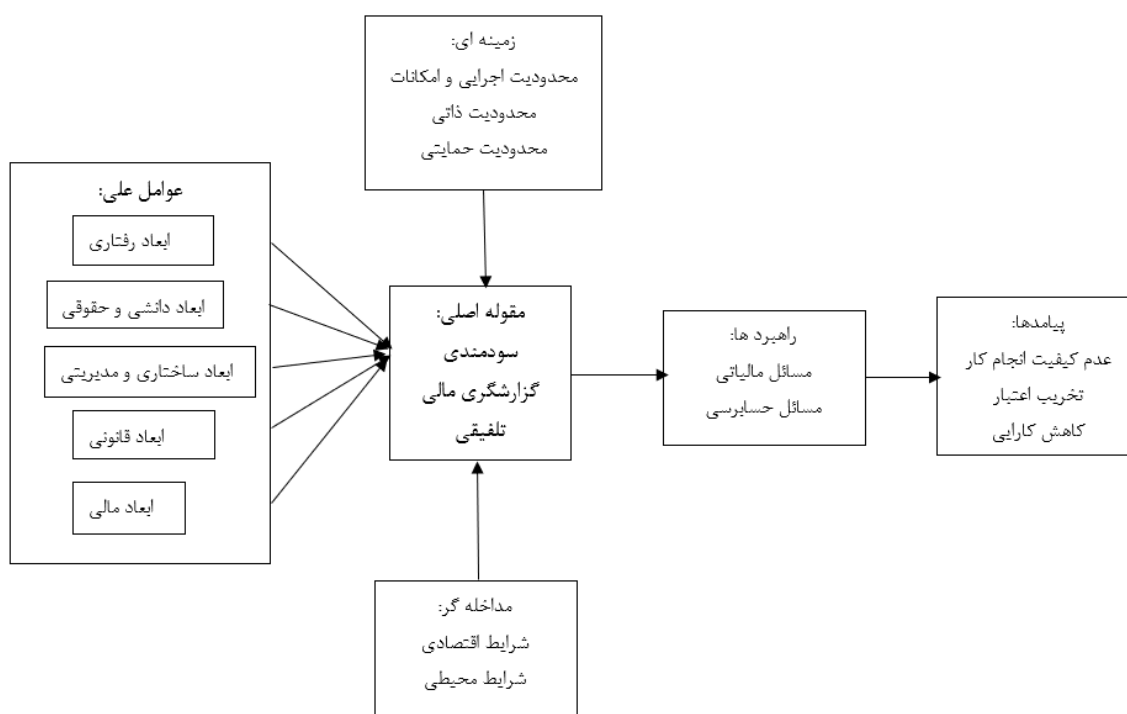 زمینه ای:
محدودیت اجرایی و امکانات
محدودیت ذاتی
محدودیت حمایتی
عوامل علی:
ابعاد رفتاری
ابعاد دانشی و حقوقی
ابعاد ساختاری و مدیریتی
ابعاد قانونی
ابعاد مالی
مقوله اصلی:
سودمندی
گزارشگری مالی
تلفیقی
راهبرد ها:
مسائل مالیاتی
مسائل حسابرسی
پیامدها:
عدم کیفیت انجام کار
تخریب اعتبار
کاهش کارایی
مداخله گر:
شرایط اقتصادی
شرایط محیطی